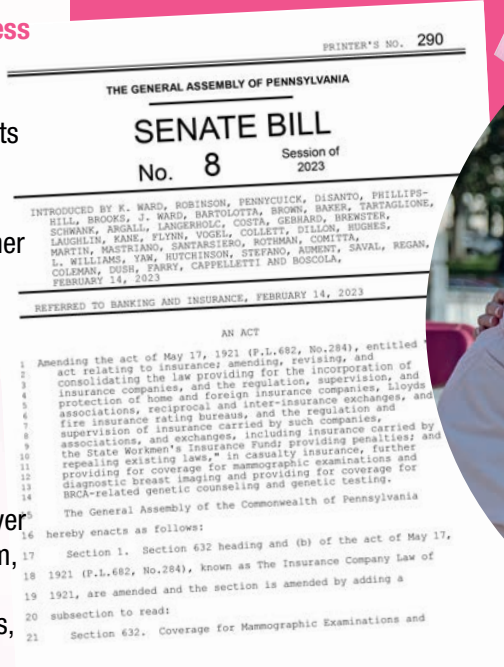 ess
ts
her
ver
m,
s,
PRINTER'S NO. 290
THE GENERAL ASSEMBLY OF PENNSYLVANIA
SENATE BILL
No. 8 Session of
2023
INTRODUCED BY K. WARD, ROBINSON, PENNYCUICK, DiSANTO, PHILLIPS-
HILL, BROOKS, J. WARD, BARTOLOTTA, BROWN, BAKER, TARTAGLIONE,
SCHWANK, ARGALL, LANGERHOLC, COSTA, GEBHARD, BREWSTER,
LAUGHLIN, KANE, FLYNN, VOGEL, COLLETT, DILLON, HUGHES,
MARTIN, MASTRIANO, SANTARSIERO, ROTHMAN, COMITTA,
L. WILLIAMS, YAW, HUTCHINSON, STEFANO, AUMENT, SAVAL, REGAN,
COLEMAN, DUSH, FARRY, CAPPELLETTI AND BOSCOLA,
FEBRUARY 14, 2023
REFERRED TO BANKING AND INSURANCE, FEBRUARY 14, 2023
AN ACT
1 Amending the act of May 17, 1921 (P.L.682, No.284), entitled "
2 act relating to insurance; amending, revising, and
3 consolidating the law providing for the incorporation of
4 insurance companies, and the regulation, supervision, and
5 protection of home and foreign insurance companies, Lloyds
6 associations, reciprocal and inter-insurance exchanges, and
7 fire insurance rating bureaus, and the regulation and
8 supervision of insurance carried by such companies,
9 associations, and exchanges, including insurance carried by
10 the State Workmen's Insurance Fund; providing penalties; and
11 repealing existing laws," in casualty insurance, further
12 providing for coverage for mammographic examinations and
13 diagnostic breast imaging and providing for coverage for
14 BRCA-related genetic counseling and genetic testing.
15 The General Assembly of the Commonwealth of Pennsylvania
16 hereby enacts as follows:
17 Section 1. Section 632 heading and (b) of the act of May 17,
18 1921 (P.L.682, No.284), known as The Insurance Company Law of
19 1921, are amended and the section is amended by adding a
20 subsection to read:
21 Section 632. Coverage for Mammographic Examinations and